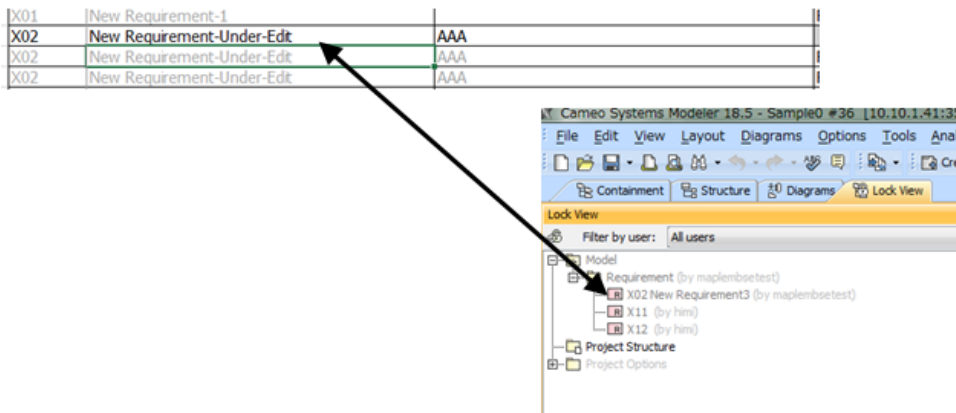 X01 New Requirement-1
X02 New Requirement-Under-Edit AAA
X02 New Requirement-Under-Edit AAA
X02 New Requirement-Under-Edit AAA
Cameo Systems Modeler 18.5 - Sample0 #36 [10.10.1.41:35
File Edit View Layout Diagrams Options Tools Ana
Cre
Containment Structure Diagrams Lock View
Lock View
Filter by user: All users
Model
Requirement (by maplembsetest)
X02 New Requirement3 (by maplembsetest)
X11 (by himi)
X12 (by himi)
Project Structure
Project Options